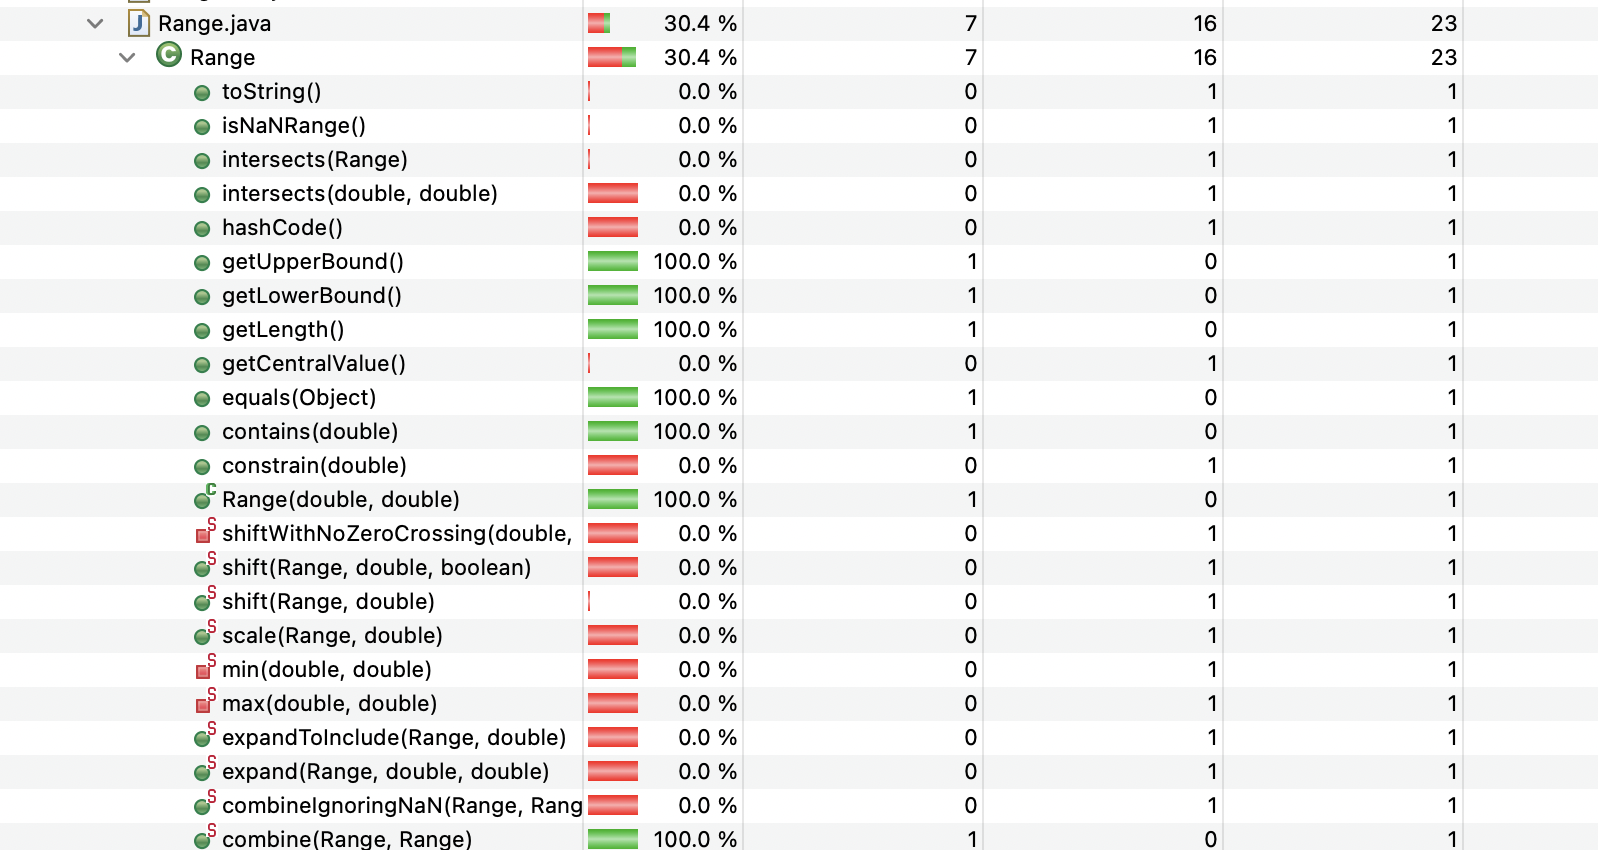 Range.java 30.4 % 7 16 23
Range 30.4 % 7 16 23
toString() 0.0 % 0 1 1
isNaNRange() 0.0 % 0 1 1
intersects(Range) 0.0 % 0 1 1
intersects(double, double) 0.0 % 0 1 1
hashCode() 0.0 % 0 1 1
getUpperBound() 100.0 % 1 0 1
getLowerBound() 100.0 % 1 0 1
getLength() 100.0 % 1 0 1
getCentralValue() 0.0 % 0 1 1
equals(Object) 100.0 % 1 0 1
contains(double) 100.0 % 1 0 1
constrain(double) 0.0 % 0 1 1
Range(double, double) 100.0 % 1 0 1
shiftWithNoZeroCrossing(double, 0.0 % 0 1 1
shift(Range, double, boolean) 0.0 % 0 1 1
shift(Range, double) 0.0 % 0 1 1
scale(Range, double) 0.0 % 0 1 1
min(double, double) 0.0 % 0 1 1
max(double, double) 0.0 % 0 1 1
expandToInclude(Range, double) 0.0 % 0 1 1
expand(Range, double, double) 0.0 % 0 1 1
combineIgnoringNaN(Range, Rang 0.0 % 0 1 1
combine(Range, Range) 100.0 % 1 0 1